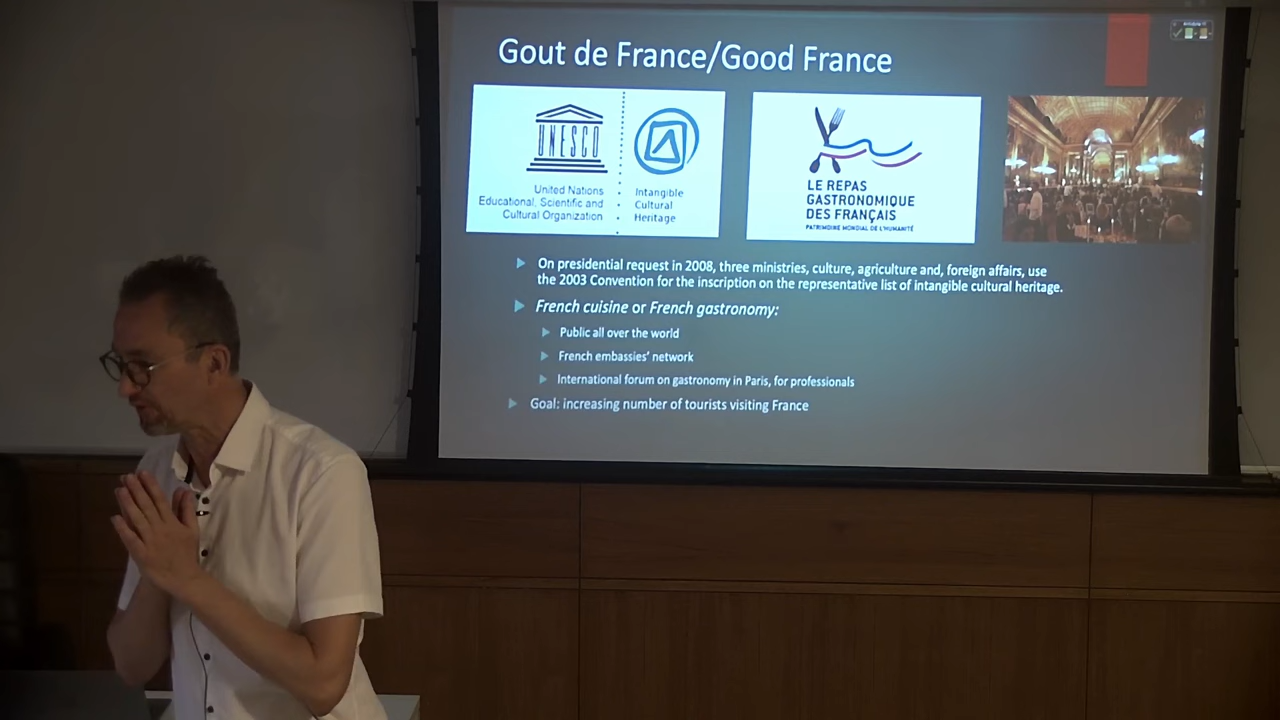 Gout de France/Good France
UNESCO
United Nations
Educational, Scientific and
Cultural Organization
Intangible
Cultural
Heritage
LE REPAS
GASTRONOMIQUE
DES FRANÇAIS
PATRIMOINE MONDIAL DE L'HUMANITÉ
On presidential request in 2008, three ministries, culture, agriculture and, foreign affairs, use
the 2003 Convention for the inscription on the representative list of intangible cultural heritage.
French cuisine or French gastronomy:
Public all over the world
French embassies' network
International forum on gastronomy in Paris, for professionals
Goal: increasing number of tourists visiting France